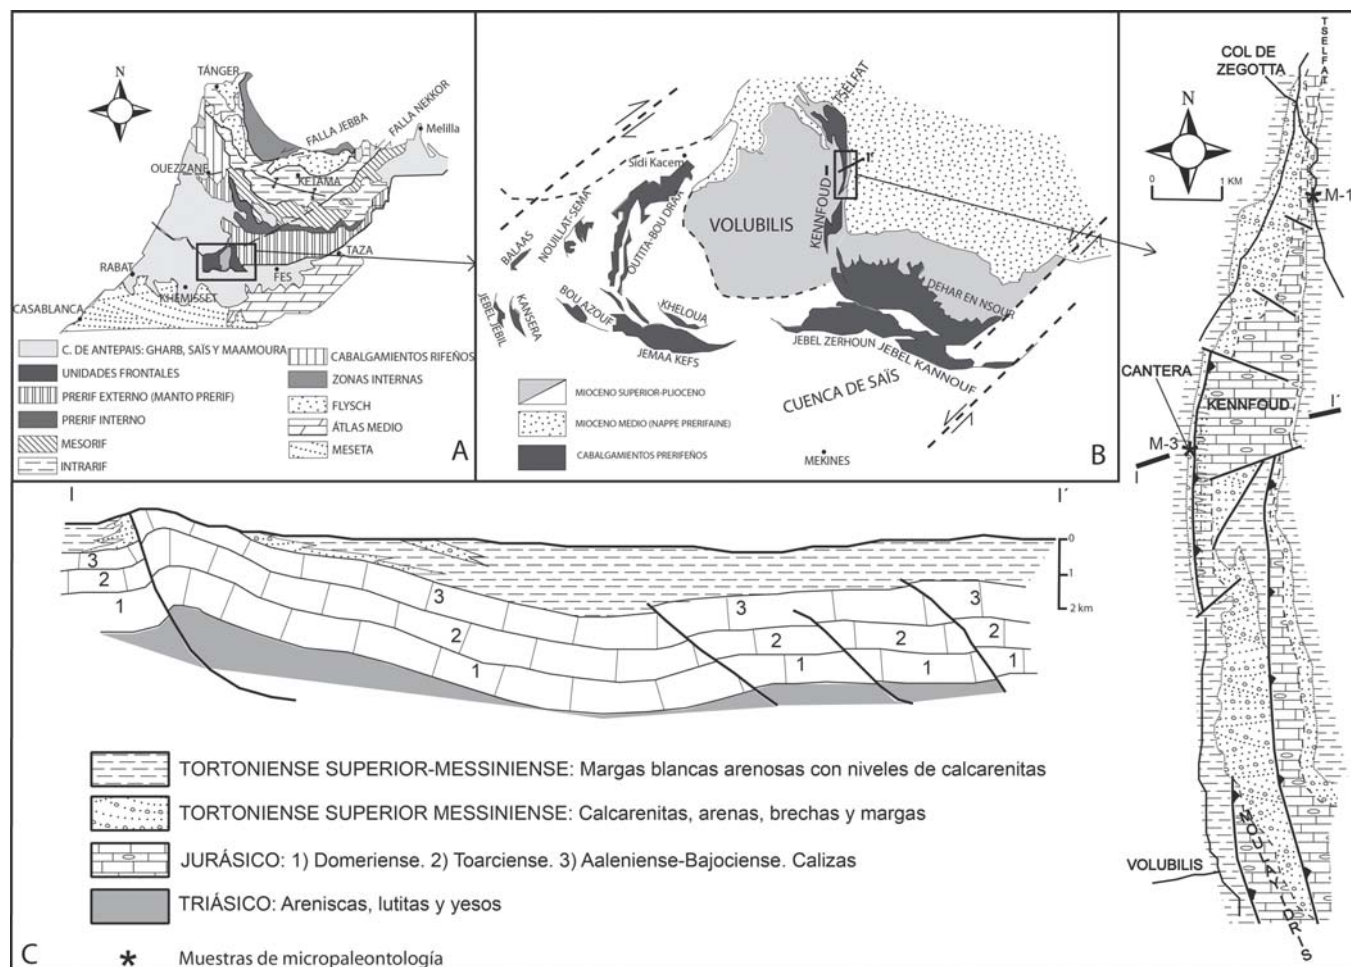 N
TÁNGER
FALLA JEBBA
FALLA NEKKOR
Melilla
OUEZZANE
KETAMA
TAZA
RABAT
FES
KHEMISSET
CASABLANCA
C. DE ANTEPAIS: GHARB, SAÏS Y MAAMOURA
UNIDADES FRONTALES
PRERIF EXTERNO (MANTO PRERIF)
PRERIF INTERNO
MESORIF
INTRARIF
CABALGAMIENTOS RIFEÑOS
ZONAS INTERNAS
FLYSCH
ÁTLAS MEDIO
MESETA
A
TSELFAT
Sidi Kacem
I
I'
VOLUBILIS
KENNFOUD
NOUILLAT-SEMA
BALAAS
OUTITA-BOU DRAA
DEHAR EN NSOUR
JEBEL JEBIL
KANSERA
BOU AZOUF
KHELOUA
JEMAA KEFS
JEBEL ZERHOUN
JEBEL KANNOUF
CUENCA DE SAÏS
MEKINES
MIOCENO SUPERIOR-PLIOCENO
MIOCENO MEDIO (NAPPE PRERIFAINE)
CABALGAMIENTOS PRERIFEÑOS
B
TSELFAT
COL DE
ZEGOTTA
N
0
1 KM
M-1
CANTERA
KENNFOUD
I´
M-3
I
VOLUBILIS
MOULAY IDRIS
I
I´
0
1
2 km
3
2
1
3
2
1
3
2
1
2
1
3
2
1
TORTONIENSE SUPERIOR-MESSINIENSE: Margas blancas arenosas con niveles de calcarenitas
TORTONIENSE SUPERIOR MESSINIENSE: Calcarenitas, arenas, brechas y margas
JURÁSICO: 1) Domeriense. 2) Toarciense. 3) Aaleniense-Bajociense. Calizas
TRIÁSICO: Areniscas, lutitas y yesos
* Muestras de micropaleontología
C